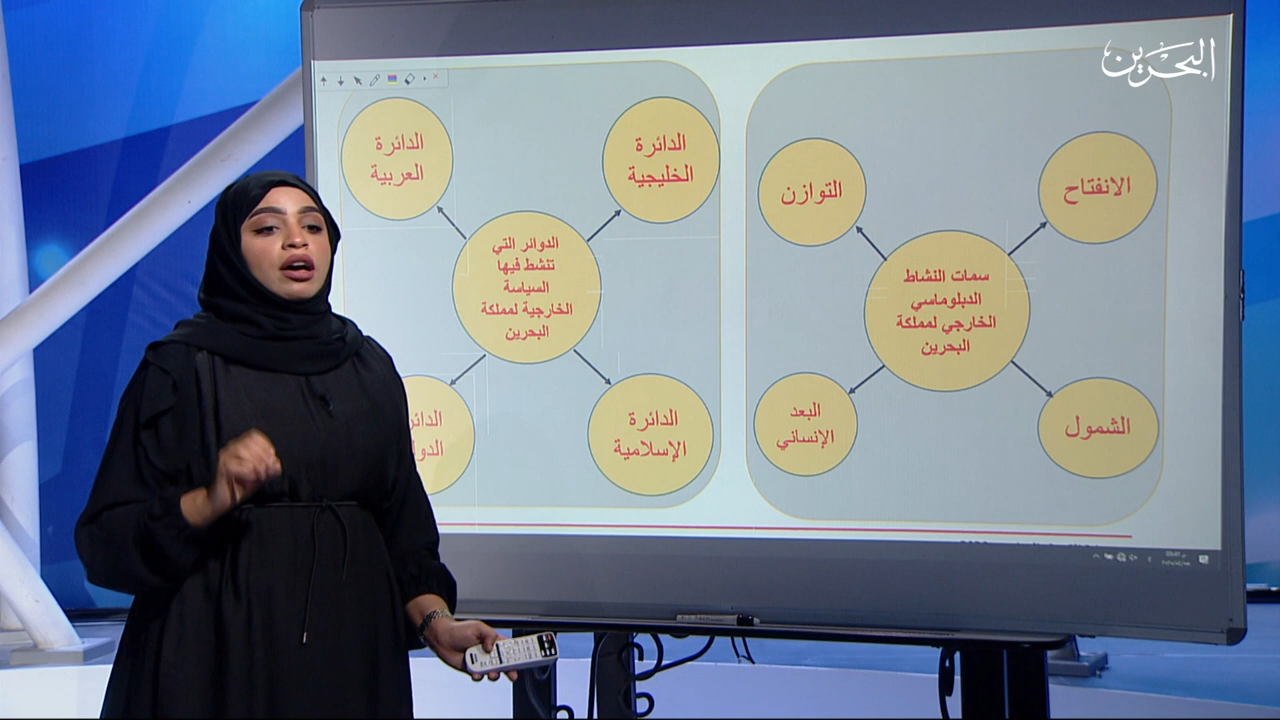 البحرين
الانفتاح
التوازن
سمات النشاط
الدبلوماسي
الخارجي لمملكة
البحرين
الشمول
البعد
الإنساني
الدائرة
الخليجية
الدائرة
العربية
الدوائر التي
تنشط فيها
السياسة
الخارجية لمملكة
البحرين
الدائرة
الإسلامية